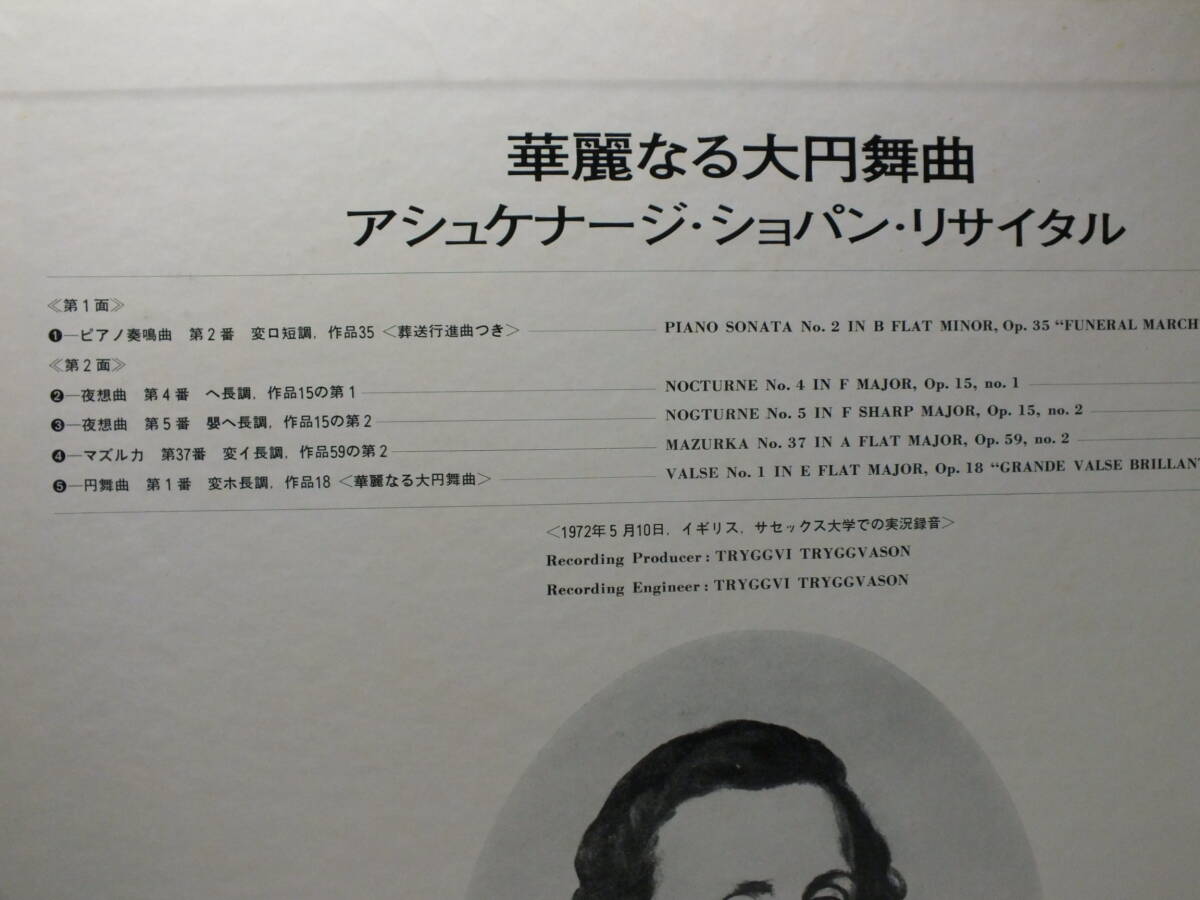 華麗なる大円舞曲
アシュケナージ・ショパン・リサイタル
≪第1面≫
❶―ピアノ奏鳴曲 第2番 変ロ短調, 作品35 <葬送行進曲つき> PIANO SONATA No. 2 IN B FLAT MINOR, Op. 35 “FUNERAL MARCH
≪第2面≫
❷―夜想曲 第4番 ヘ長調, 作品15の第1 NOCTURNE No. 4 IN F MAJOR, Op. 15, no. 1
❸―夜想曲 第5番 嬰ヘ長調, 作品15の第2 NOGTURNE No. 5 IN F SHARP MAJOR, Op. 15, no. 2
❹―マズルカ 第37番 変イ長調, 作品59の第2 MAZURKA No. 37 IN A FLAT MAJOR, Op. 59, no. 2
❺―円舞曲 第1番 変ホ長調, 作品18 <華麗なる大円舞曲> VALSE No. 1 IN E FLAT MAJOR, Op. 18 “GRANDE VALSE BRILLANT
<1972年5月10日, イギリス, サセックス大学での実況録音>
Recording Producer: TRYGGVI TRYGGVASON
Recording Engineer: TRYGGVI TRYGGVASON